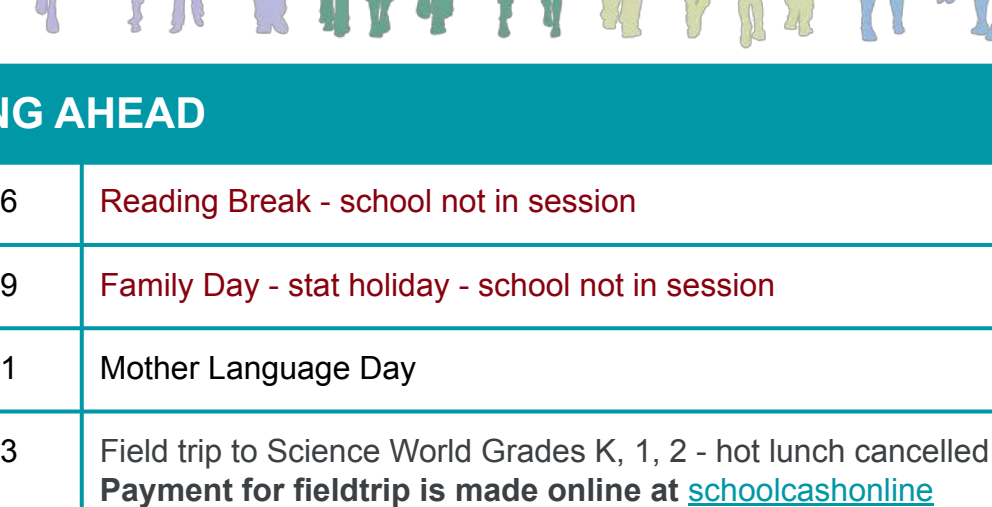 NG AHEAD
6 Reading Break - school not in session
9 Family Day - stat holiday - school not in session
1 Mother Language Day
3 Field trip to Science World Grades K, 1, 2 - hot lunch cancelled
Payment for fieldtrip is made online at schoolcashonline